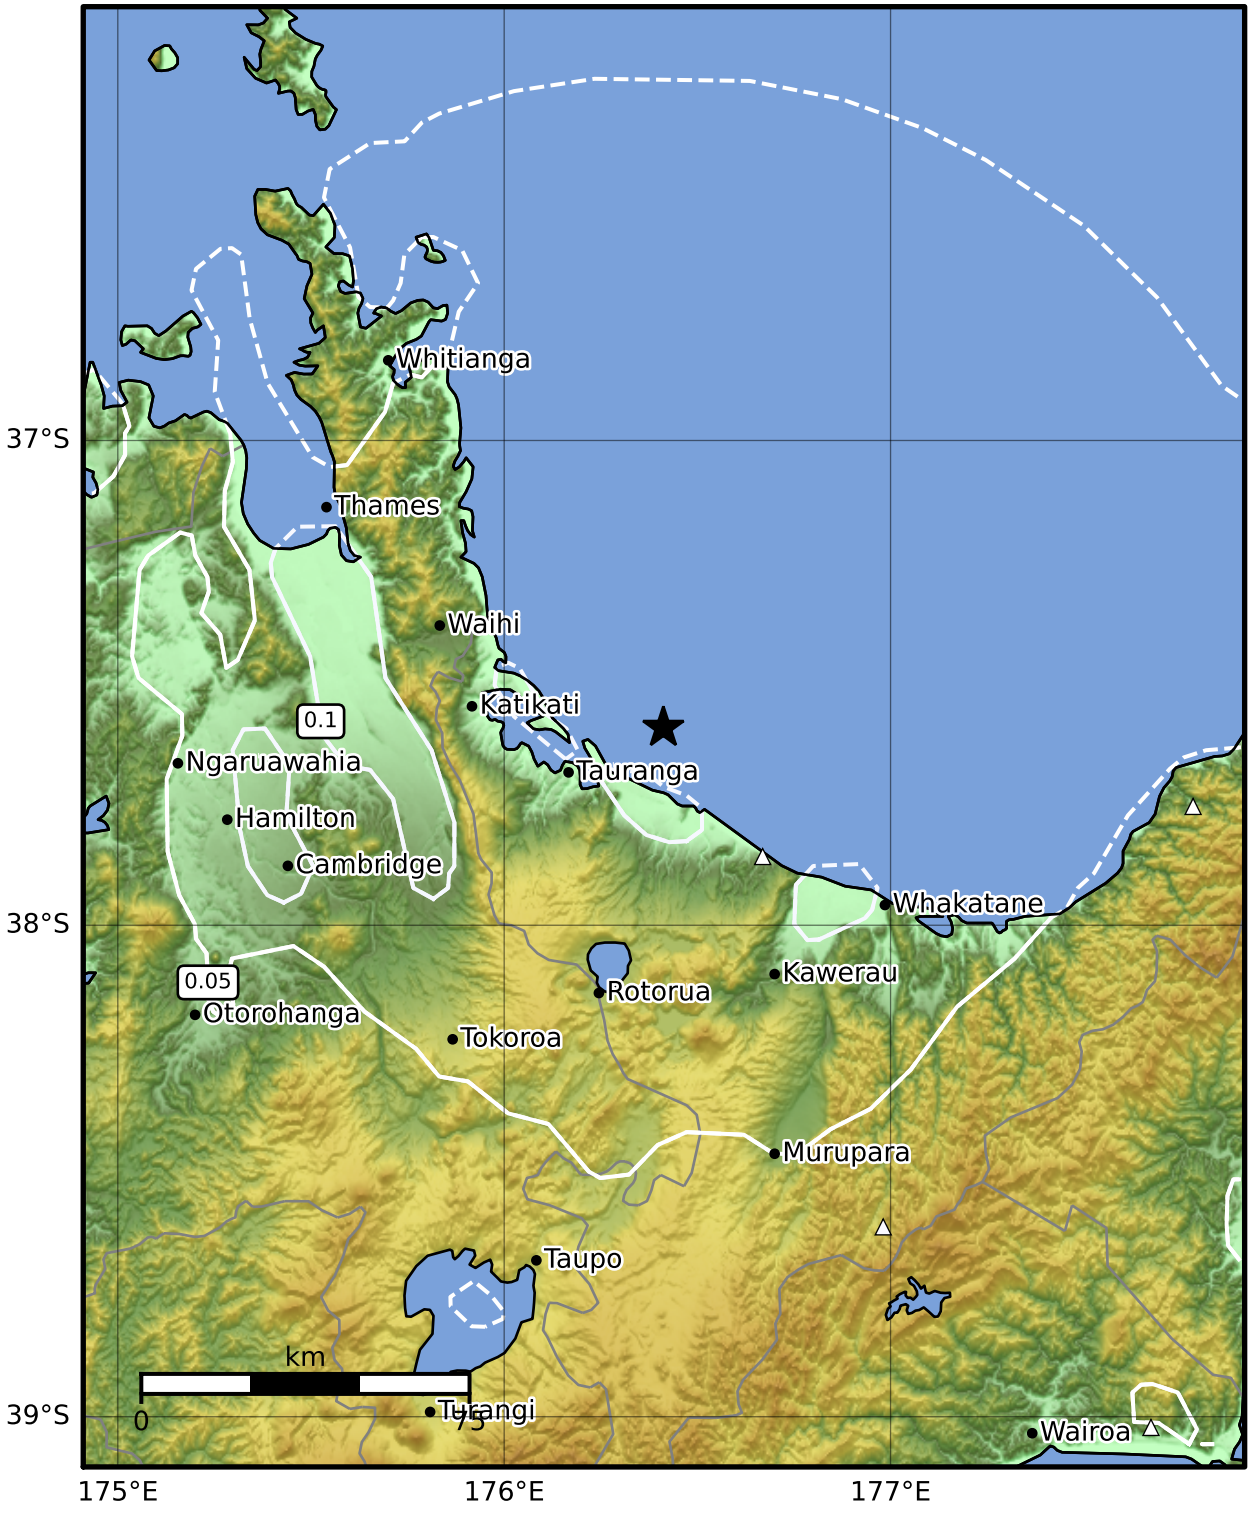 Whitianga
37°S
Thames
Waihi
Katikati
0.1
Ngaruawahia
Tauranga
Hamilton
Cambridge
Whakatane
38°S
Kawerau
0.05
Rotorua
Otorohanga
Tokoroa
Murupara
Taupo
km
Turangi
0
75
39°S
Wairoa
175°E
176°E
177°E